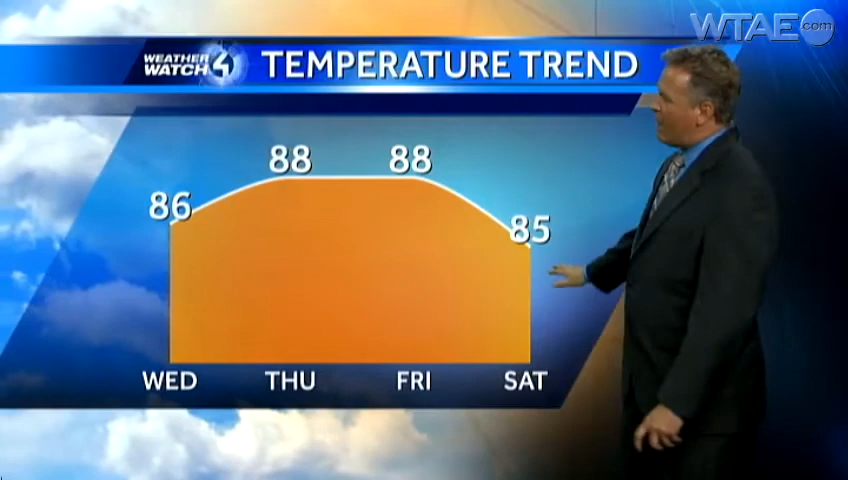 WTAE.com
WEATHER
WATCH 4
TEMPERATURE TREND
86
88
88
85
WED
THU
FRI
SAT